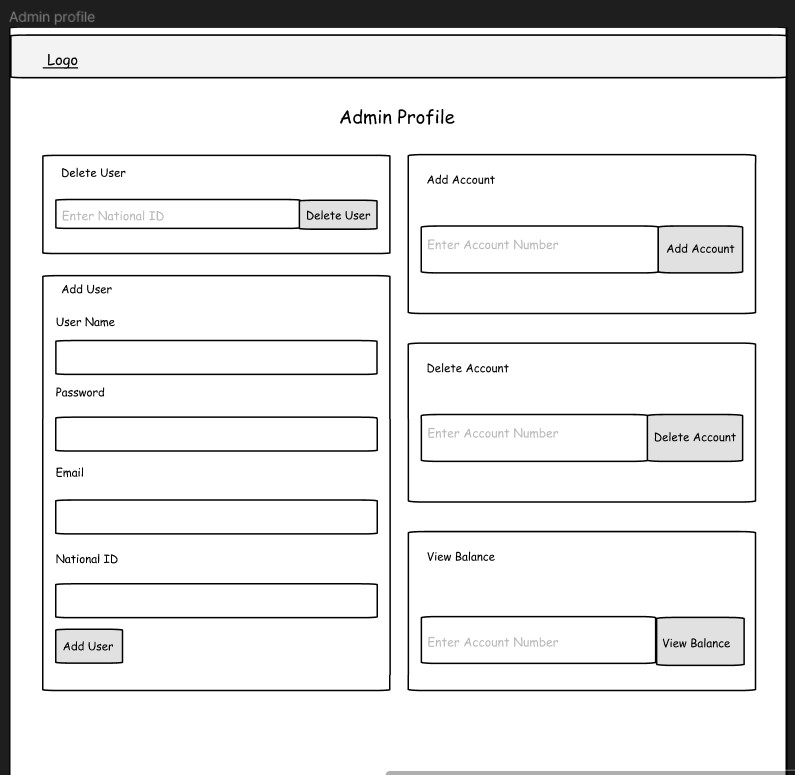 Admin profile
Logo
Admin Profile
Delete User
Enter National ID
Delete User
Add User
User Name
Password
Email
National ID
Add User
Add Account
Enter Account Number
Add Account
Delete Account
Enter Account Number
Delete Account
View Balance
Enter Account Number
View Balance